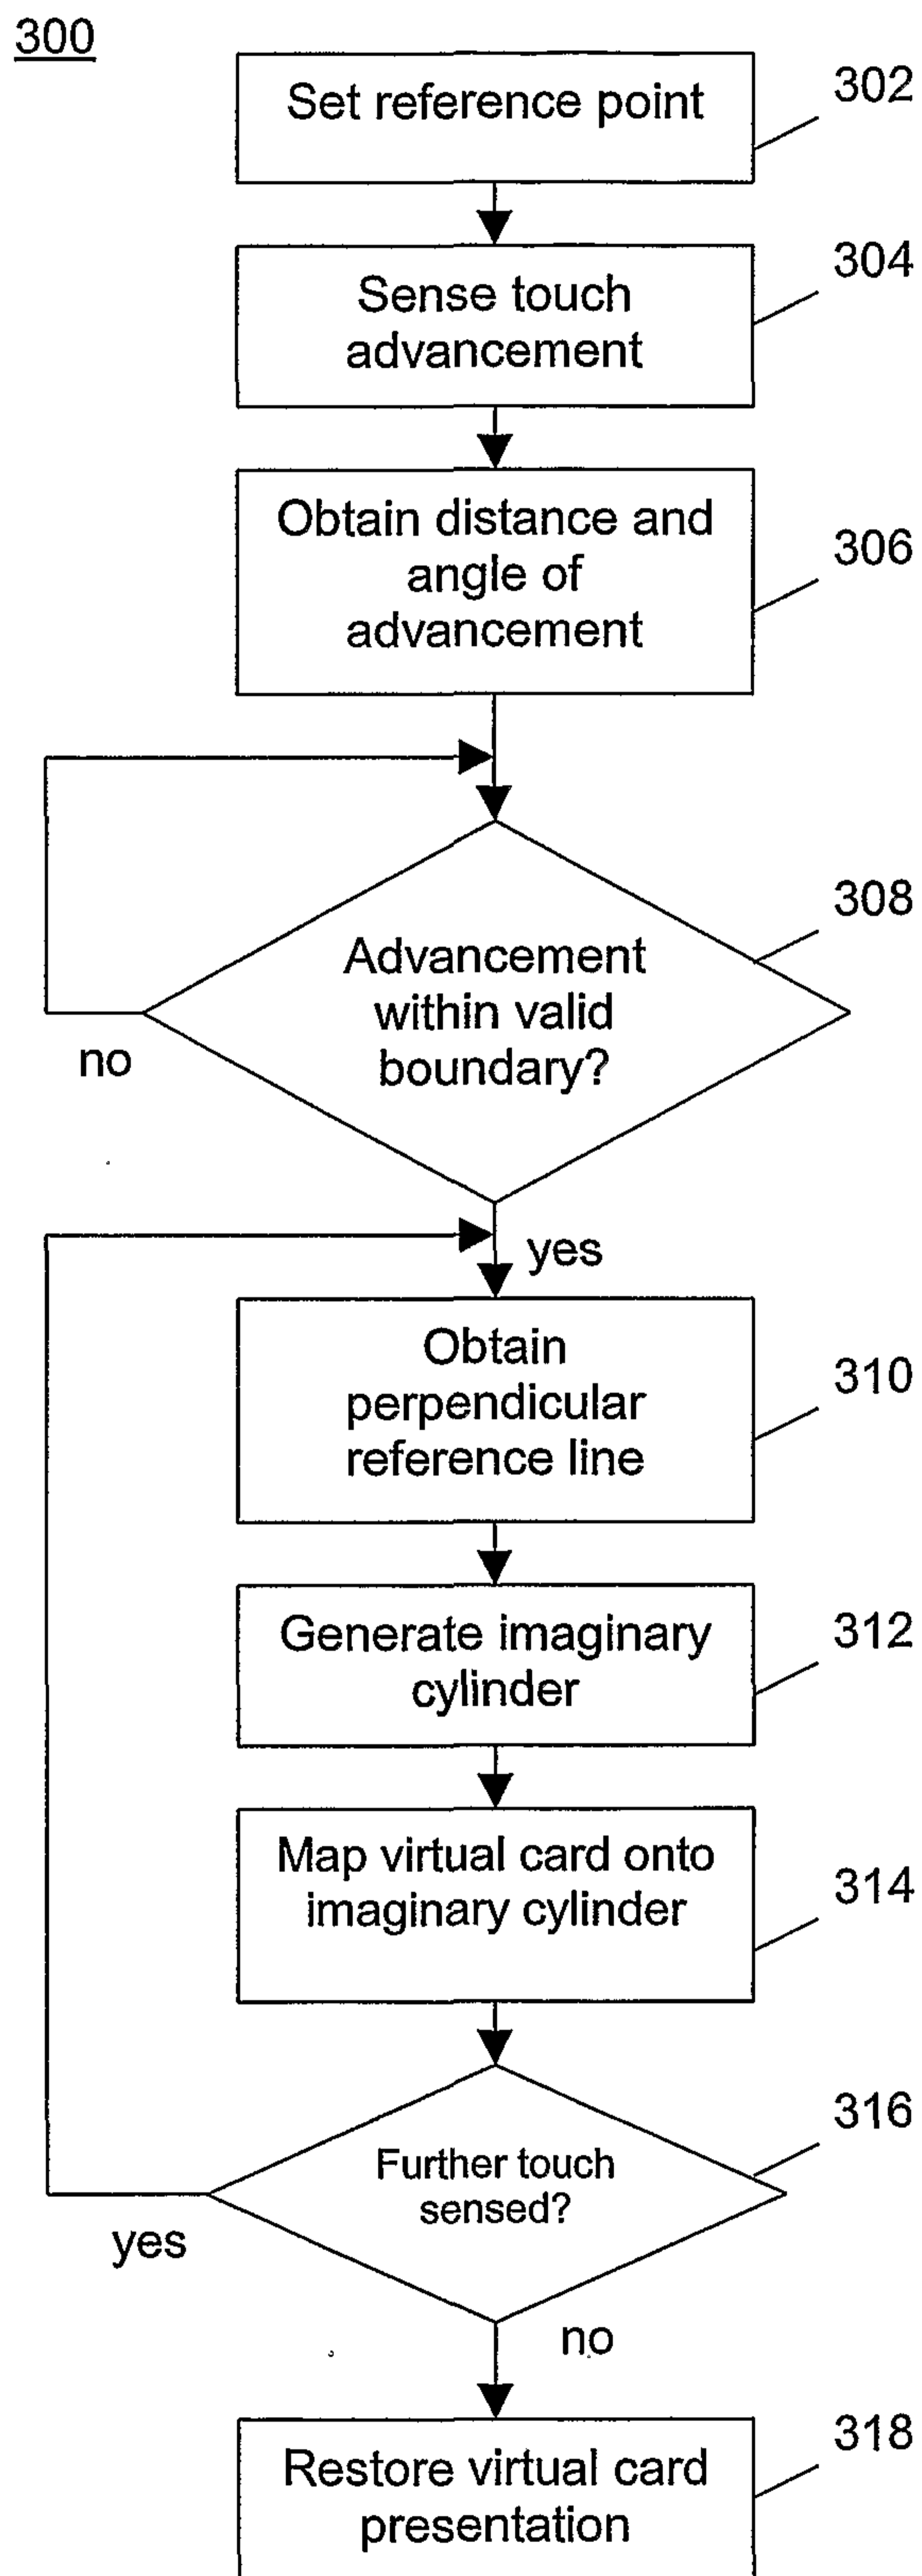 300
Set reference point
302
Sense touch
advancement
304
Obtain distance and
angle of
advancement
306
Advancement
within valid
boundary?
308
no
yes
Obtain
perpendicular
reference line
310
Generate imaginary
cylinder
312
Map virtual card onto
imaginary cylinder
314
Further touch
sensed?
316
yes
no
Restore virtual card
presentation
318